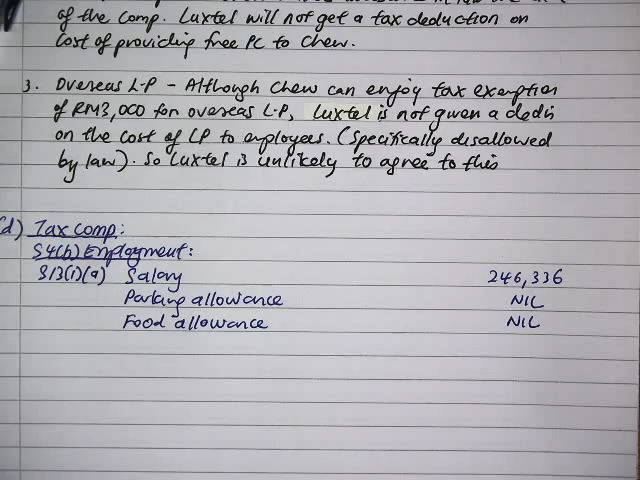 of the comp. Luxtel will not get a tax deduction on
cost of providing free PC to Chew.
3. Overseas L.P - Although Chew can enjoy tax exemption
of RM3,000 for overseas L.P, Luxtel is not given a dedn
on the cost of LP to employees. (Specifically disallowed
by law). So Luxtel is unlikely to agree to this
(d) Tax comp:
S4(b) Employment:
S13(1)(a) Salary 246,336
Parking allowance NIL
Food allowance NIL